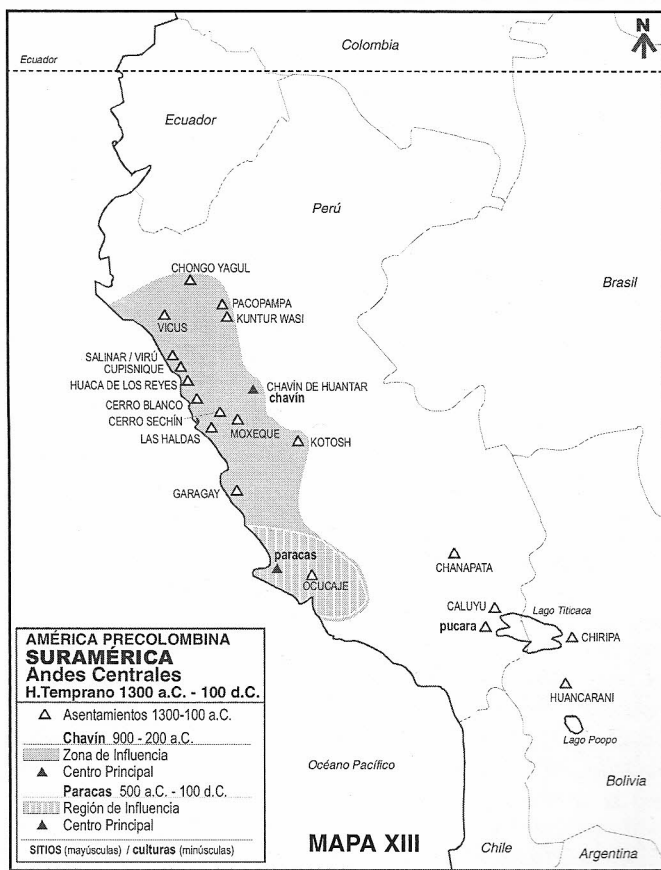 N
Colombia
Ecuador
Ecuador
Perú
Brasil
CHONGO YAGUL
PACOPAMPA
KUNTUR WASI
VICUS
SALINAR / VIRÚ
CUPISNIQUE
HUACA DE LOS REYES
CHAVÍN DE HUANTAR
chavín
CERRO BLANCO
CERRO SECHÍN
MOXEQUE
LAS HALDAS
KOTOSH
GARAGAY
paracas
OCUCAJE
CHANAPATA
CALUYU
Lago Titicaca
pucara
CHIRIPA
HUANCARANI
Lago Poopo
Océano Pacífico
Bolivia
Chile
Argentina
MAPA XIII
AMÉRICA PRECOLOMBINA
SURAMÉRICA
Andes Centrales
H.Temprano 1300 a.C. - 100 d.C.
Asentamientos 1300-100 a.C.
Chavín 900 - 200 a.C.
Zona de Influencia
Centro Principal
Paracas 500 a.C. - 100 d.C.
Región de Influencia
Centro Principal
SITIOS (mayúsculas) / culturas (minúsculas)